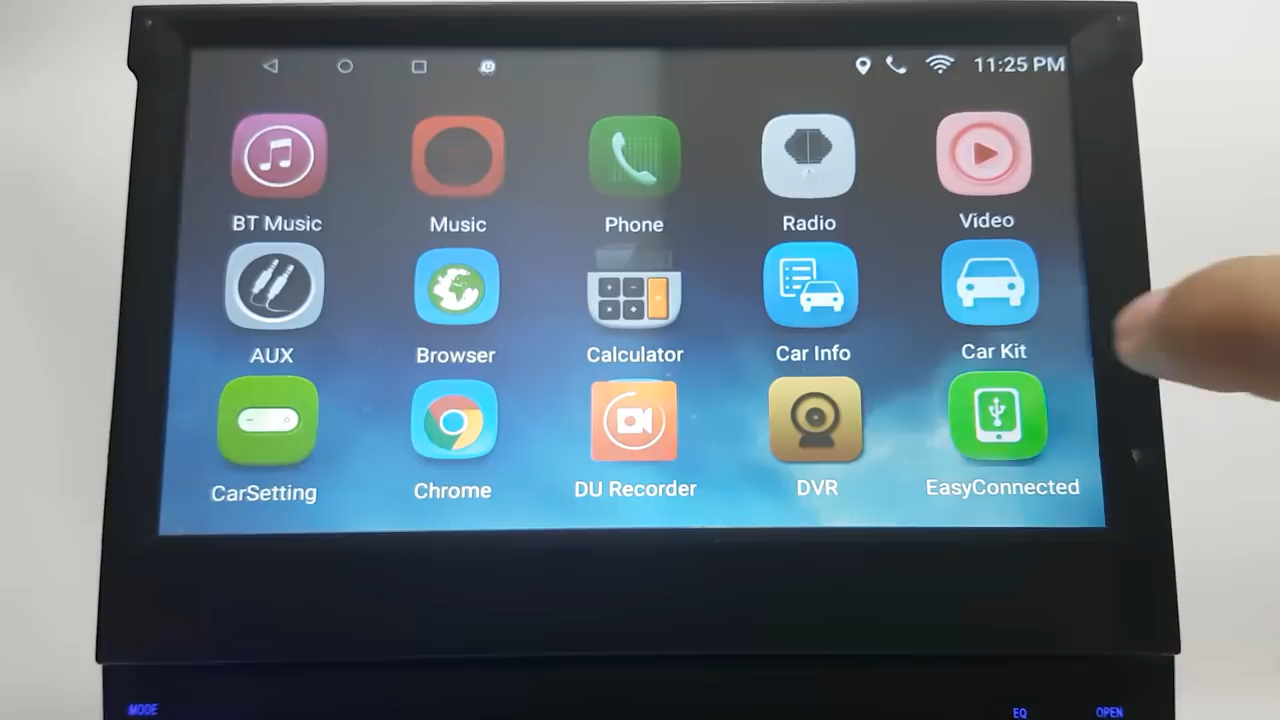 11:25 PM
BT Music Music Phone Radio Video
AUX Browser Calculator Car Info Car Kit
CarSetting Chrome DU Recorder DVR EasyConnected
MODE EQ OPEN